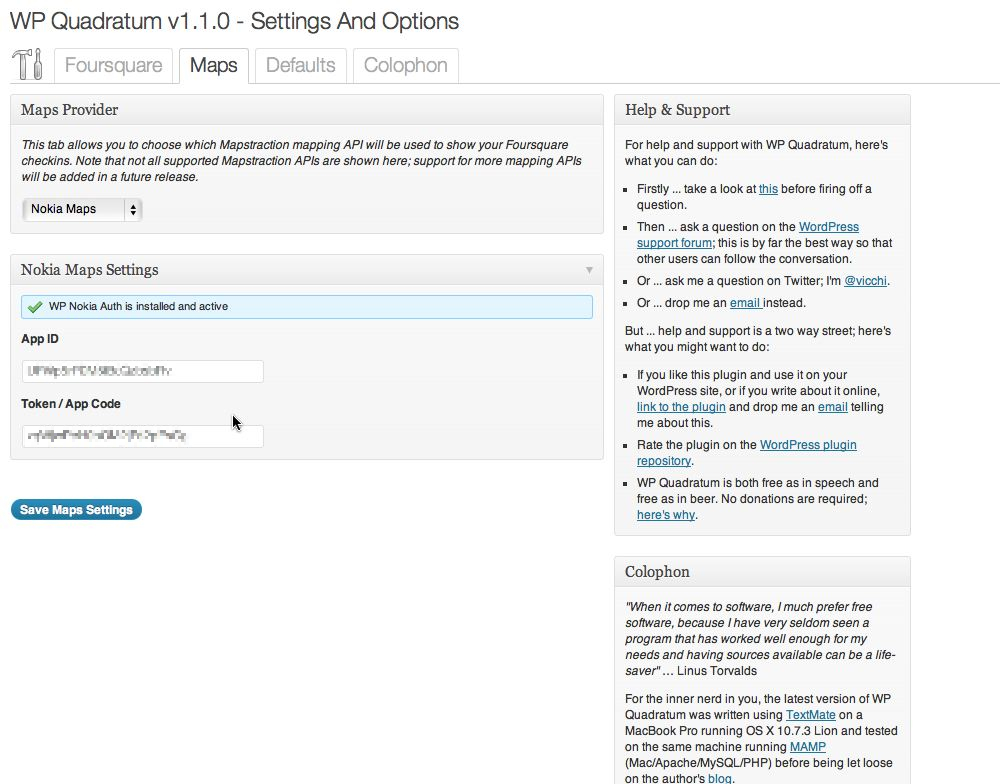 WP Quadratum v1.1.0 - Settings And Options
Foursquare
Maps
Defaults
Colophon
Maps Provider
This tab allows you to choose which Mapstraction mapping API will be used to show your Foursquare
checkins. Note that not all supported Mapstraction APIs are shown here; support for more mapping APIs
will be added in a future release.
Nokia Maps
Nokia Maps Settings
WP Nokia Auth is installed and active
App ID
Token / App Code
Save Maps Settings
Help & Support
For help and support with WP Quadratum, here's
what you can do:
Firstly ... take a look at this before firing off a
question.
Then ... ask a question on the WordPress
support forum; this is by far the best way so that
other users can follow the conversation.
Or ... ask me a question on Twitter; I'm @vicchi.
Or ... drop me an email instead.
But ... help and support is a two way street; here's
what you might want to do:
If you like this plugin and use it on your
WordPress site, or if you write about it online,
link to the plugin and drop me an email telling
me about this.
Rate the plugin on the WordPress plugin
repository.
WP Quadratum is both free as in speech and
free as in beer. No donations are required;
here's why.
Colophon
"When it comes to software, I much prefer free
software, because I have very seldom seen a
program that has worked well enough for my
needs and having sources available can be a life-
saver" ... Linus Torvalds
For the inner nerd in you, the latest version of WP
Quadratum was written using TextMate on a
MacBook Pro running OS X 10.7.3 Lion and tested
on the same machine running MAMP
(Mac/Apache/MySQL/PHP) before being let loose
on the author's blog.